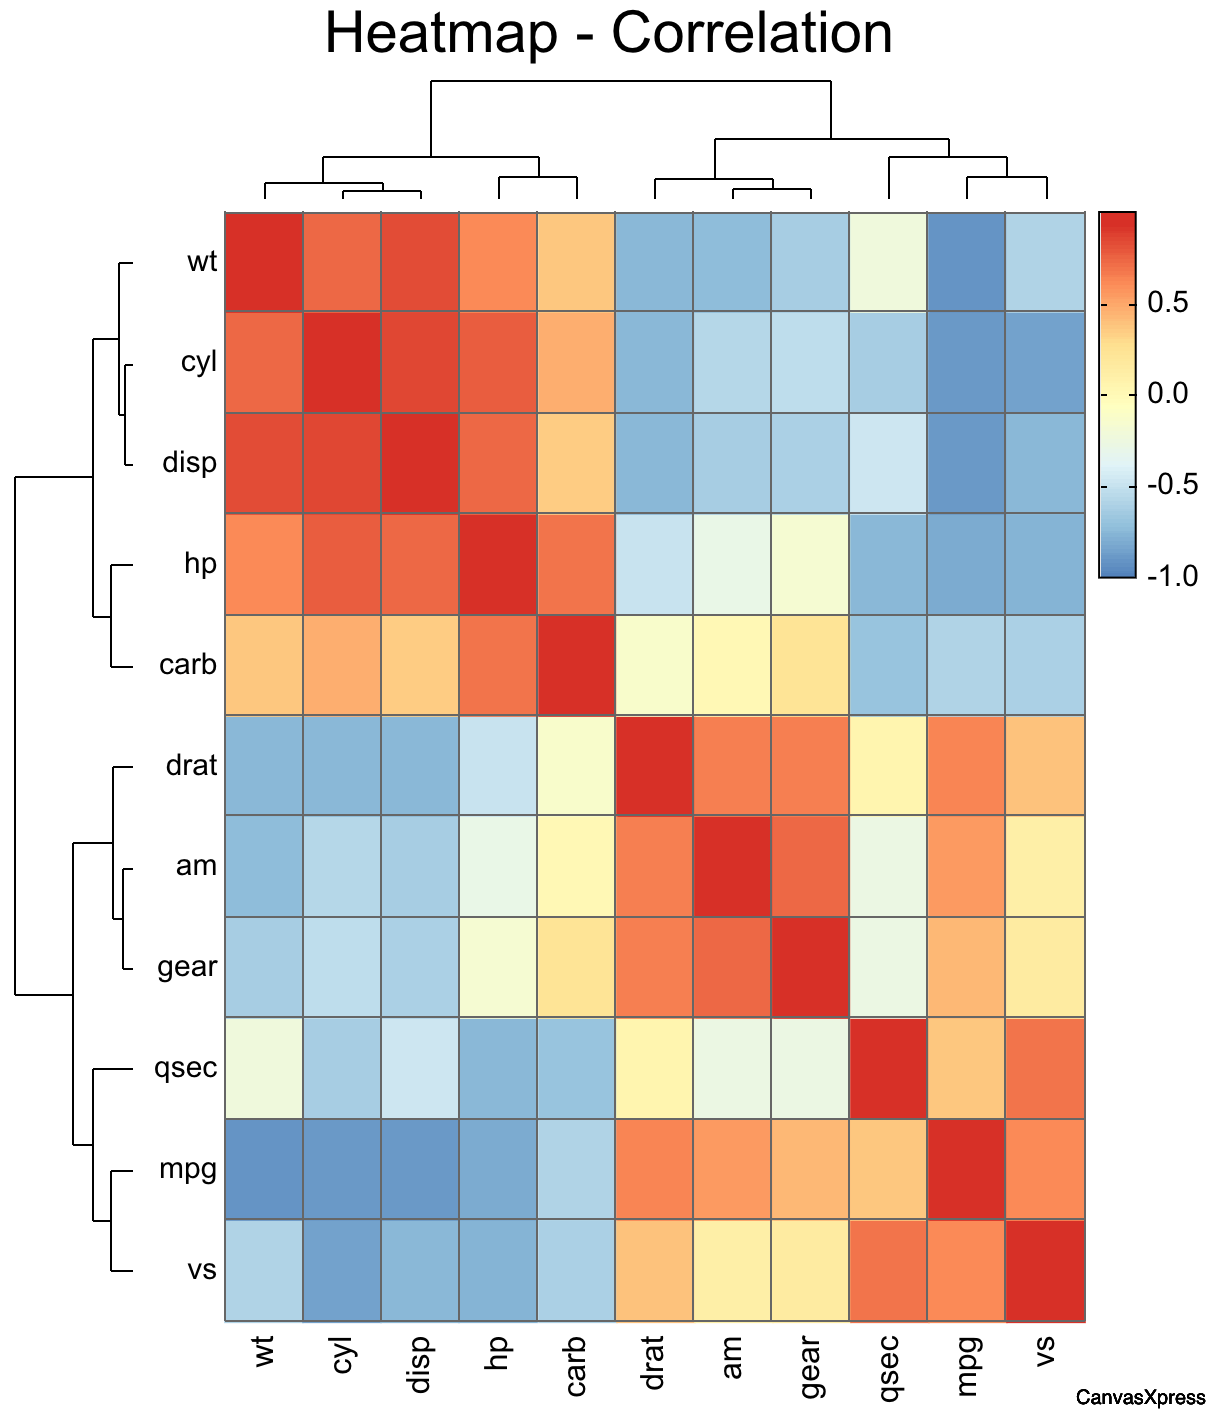 Heatmap - Correlation
wt
cyl
disp
hp
carb
drat
am
gear
qsec
mpg
vs
0.5
0.0
-0.5
-1.0
wt
cyl
disp
hp
carb
drat
am
gear
qsec
mpg
vs
CanvasXpress